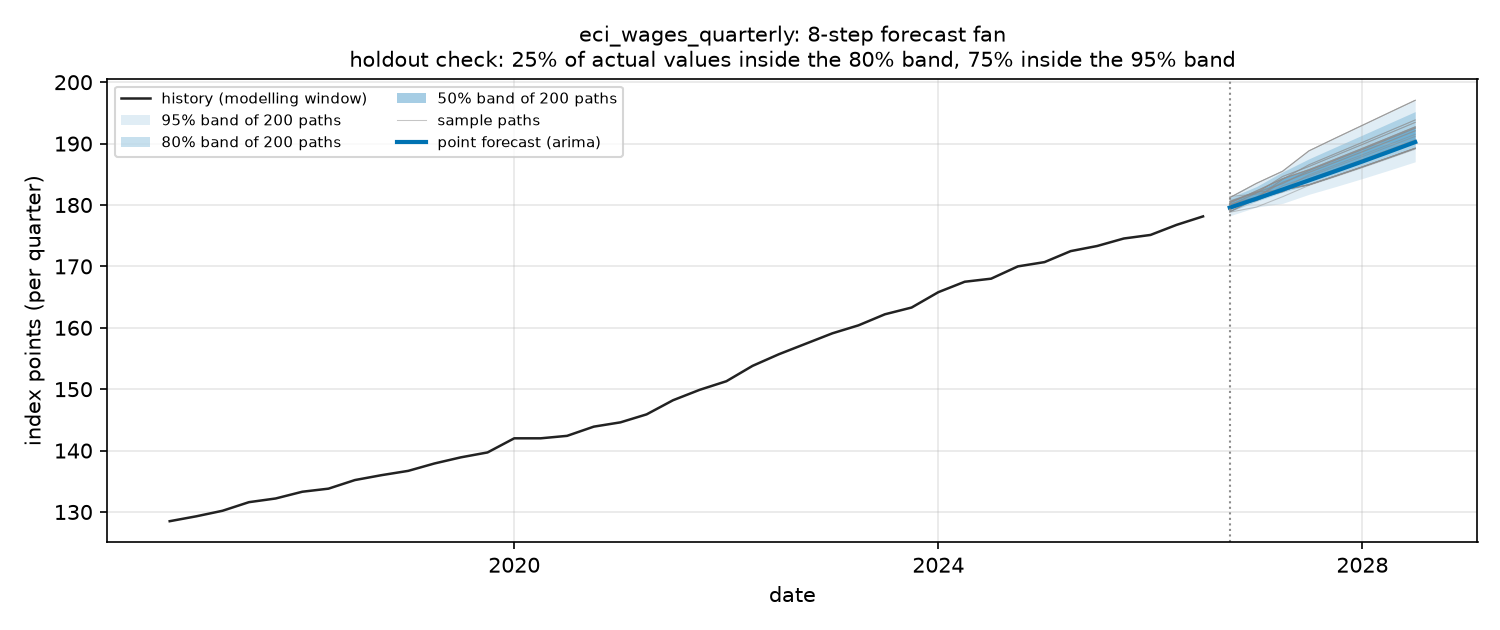 eci_wages_quarterly: 8-step forecast fan
holdout check: 25% of actual values inside the 80% band, 75% inside the 95% band
history (modelling window)
95% band of 200 paths
80% band of 200 paths
50% band of 200 paths
sample paths
point forecast (arima)
index points (per quarter)
200
190
180
170
160
150
140
130
2020
2024
2028
date